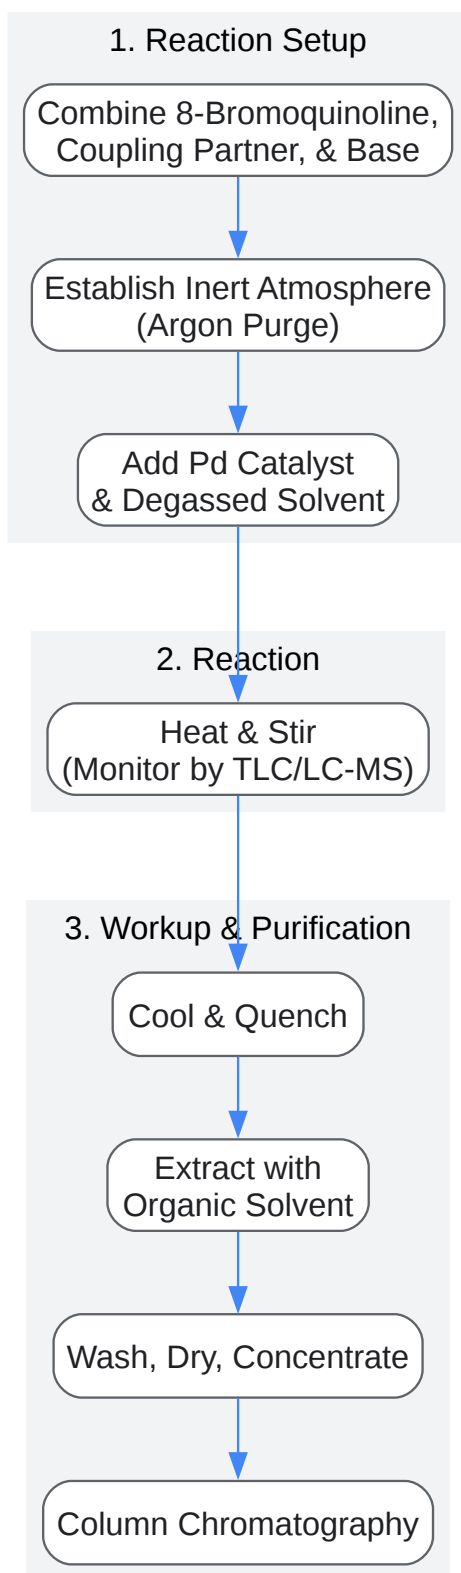 1. Reaction Setup
Combine 8-Bromoquinoline,
Coupling Partner, & Base
Establish Inert Atmosphere
(Argon Purge)
Add Pd Catalyst
& Degassed Solvent
2. Reaction
Heat & Stir
(Monitor by TLC/LC-MS)
3. Workup & Purification
Cool & Quench
Extract with
Organic Solvent
Wash, Dry, Concentrate
Column Chromatography